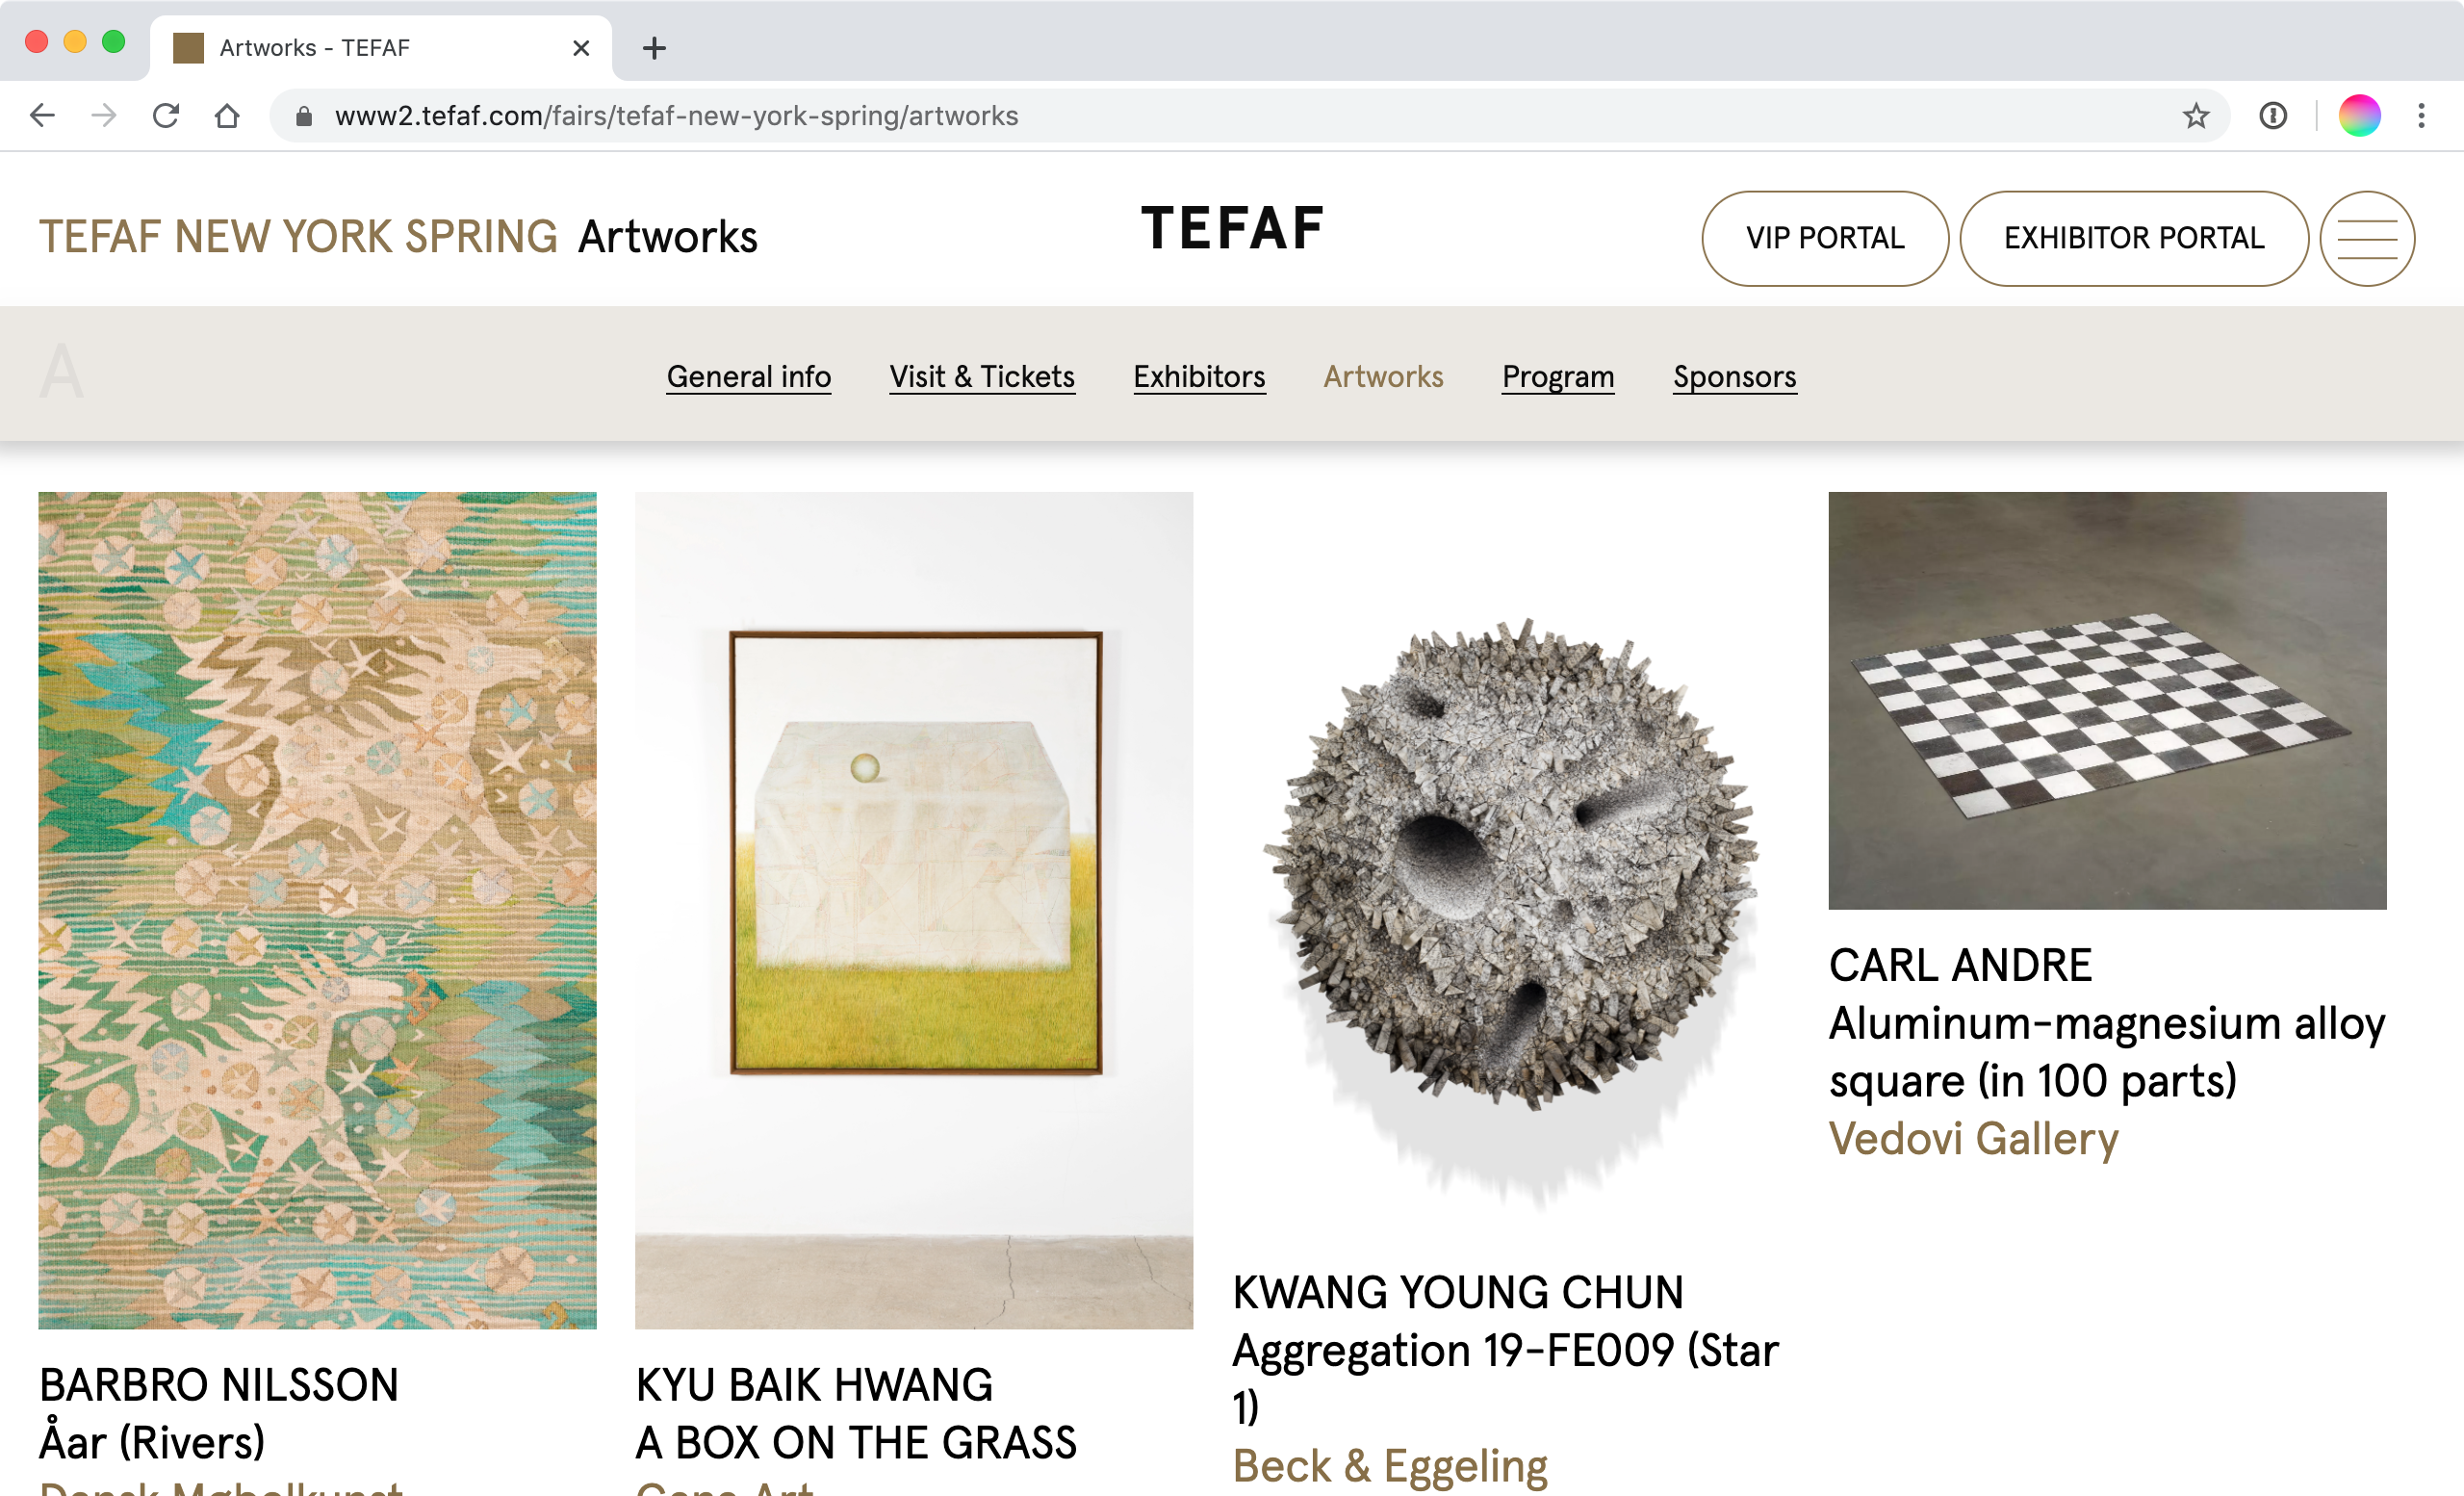 Artworks - TEFAF
www2.tefaf.com/fairs/tefaf-new-york-spring/artworks
TEFAF NEW YORK SPRING Artworks
TEFAF
VIP PORTAL
EXHIBITOR PORTAL
A
General info
Visit & Tickets
Exhibitors
Artworks
Program
Sponsors
BARBRO NILSSON
Åar (Rivers)
Dansk Møbelkunst
KYU BAIK HWANG
A BOX ON THE GRASS
KWANG YOUNG CHUN
Aggregation 19-FE009 (Star
1)
Beck & Eggeling
CARL ANDRE
Aluminum-magnesium alloy
square (in 100 parts)
Vedovi Gallery